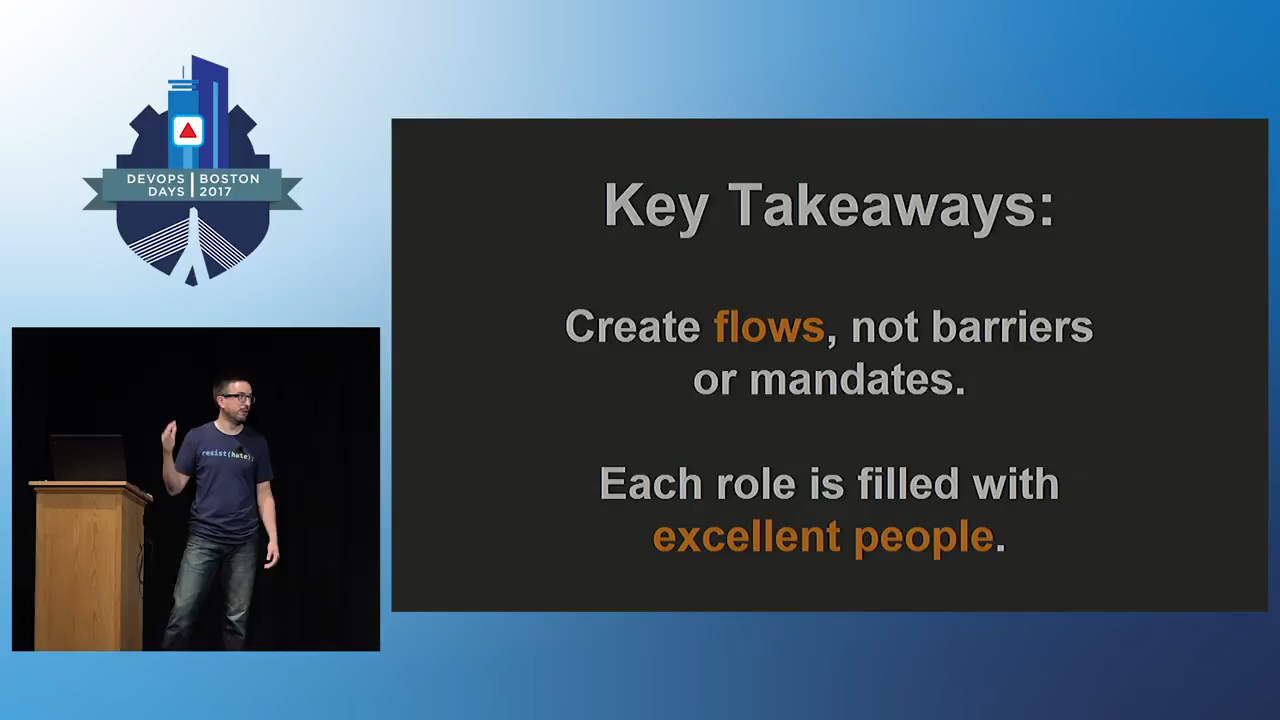 DEVOPS DAYS
BOSTON 2017
resist(hate);
Key Takeaways:
Create flows, not barriers
or mandates.
Each role is filled with
excellent people.